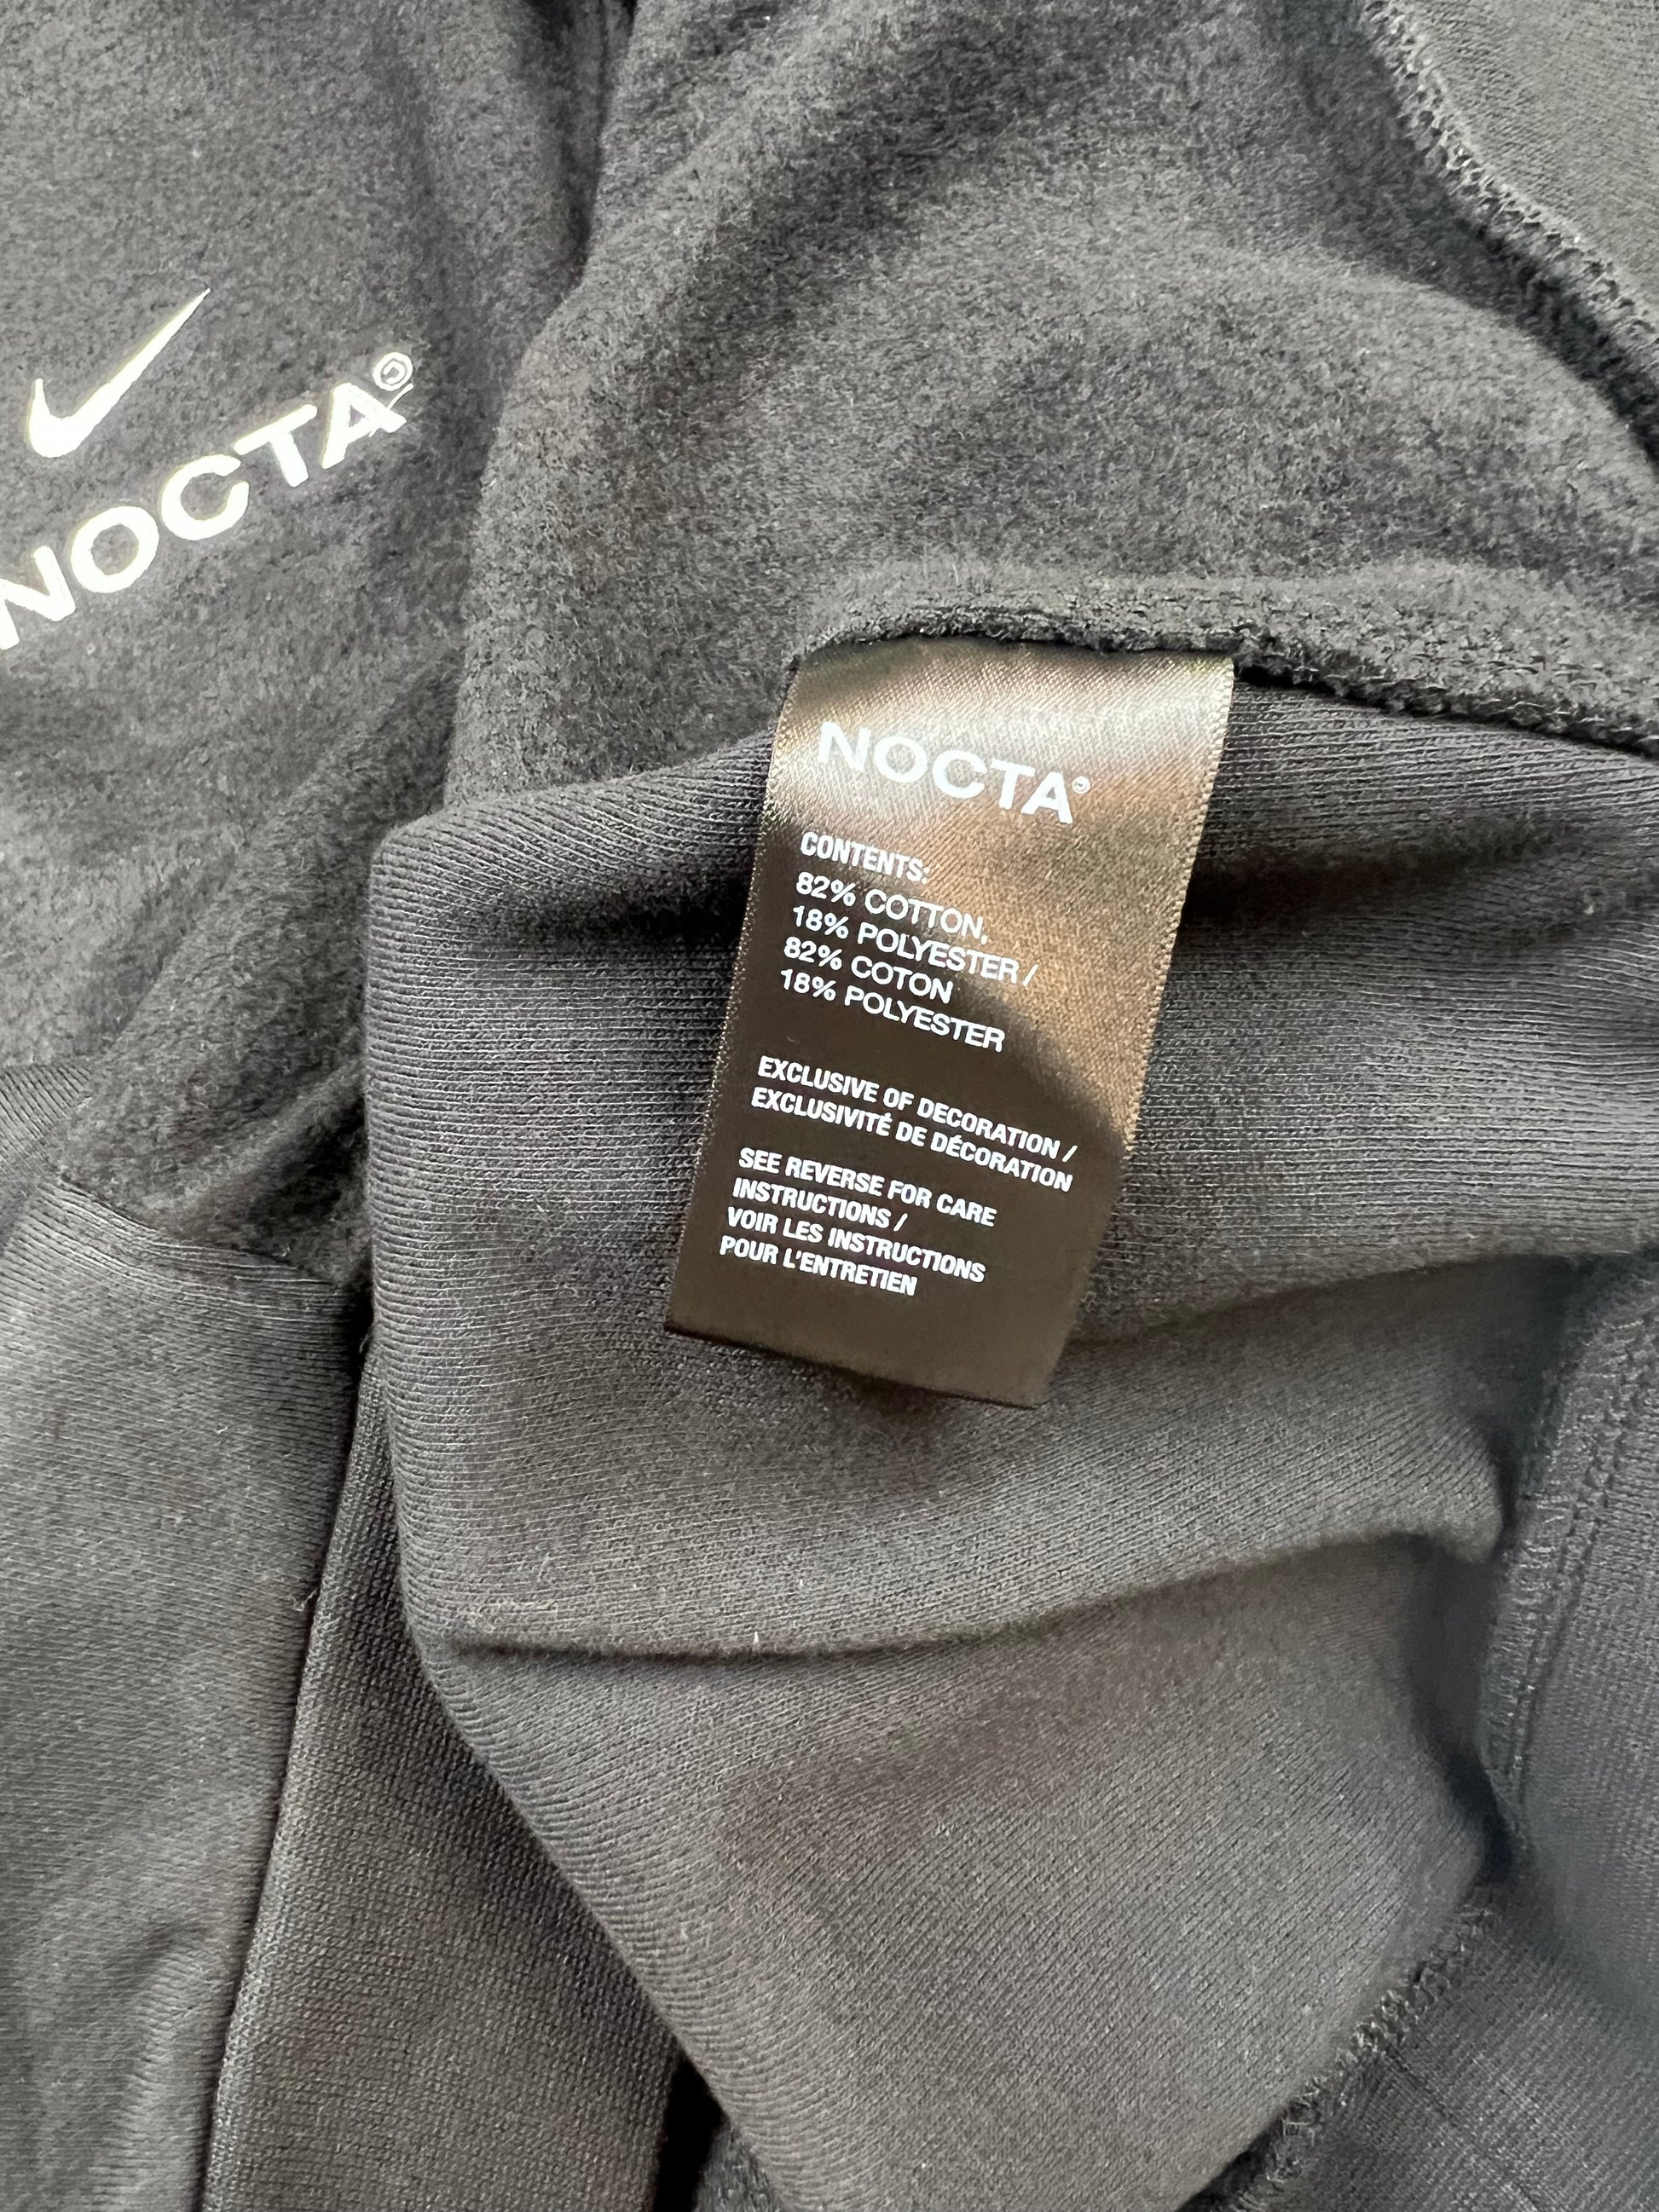 NOCTA
NOCTA
CONTENTS:
82% COTTON,
18% POLYESTER /
82% COTON
18% POLYESTER
EXCLUSIVE OF DECORATION /
EXCLUSIVITÉ DE DÉCORATION
SEE REVERSE FOR CARE
INSTRUCTIONS /
VOIR LES INSTRUCTIONS
POUR L'ENTRETIEN